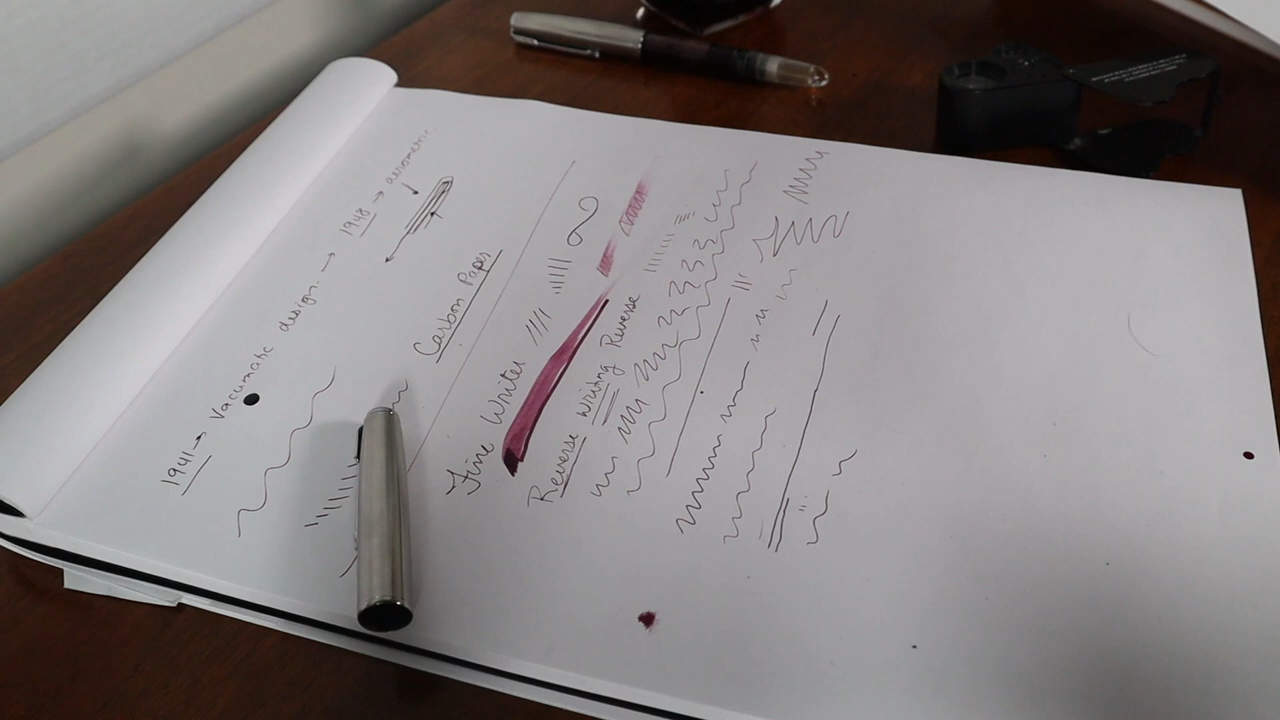 1941 → Vacumatic design. → 1948 → aerometric.
Carbon Paper
Fine Writer
Reverse Writing Reverse